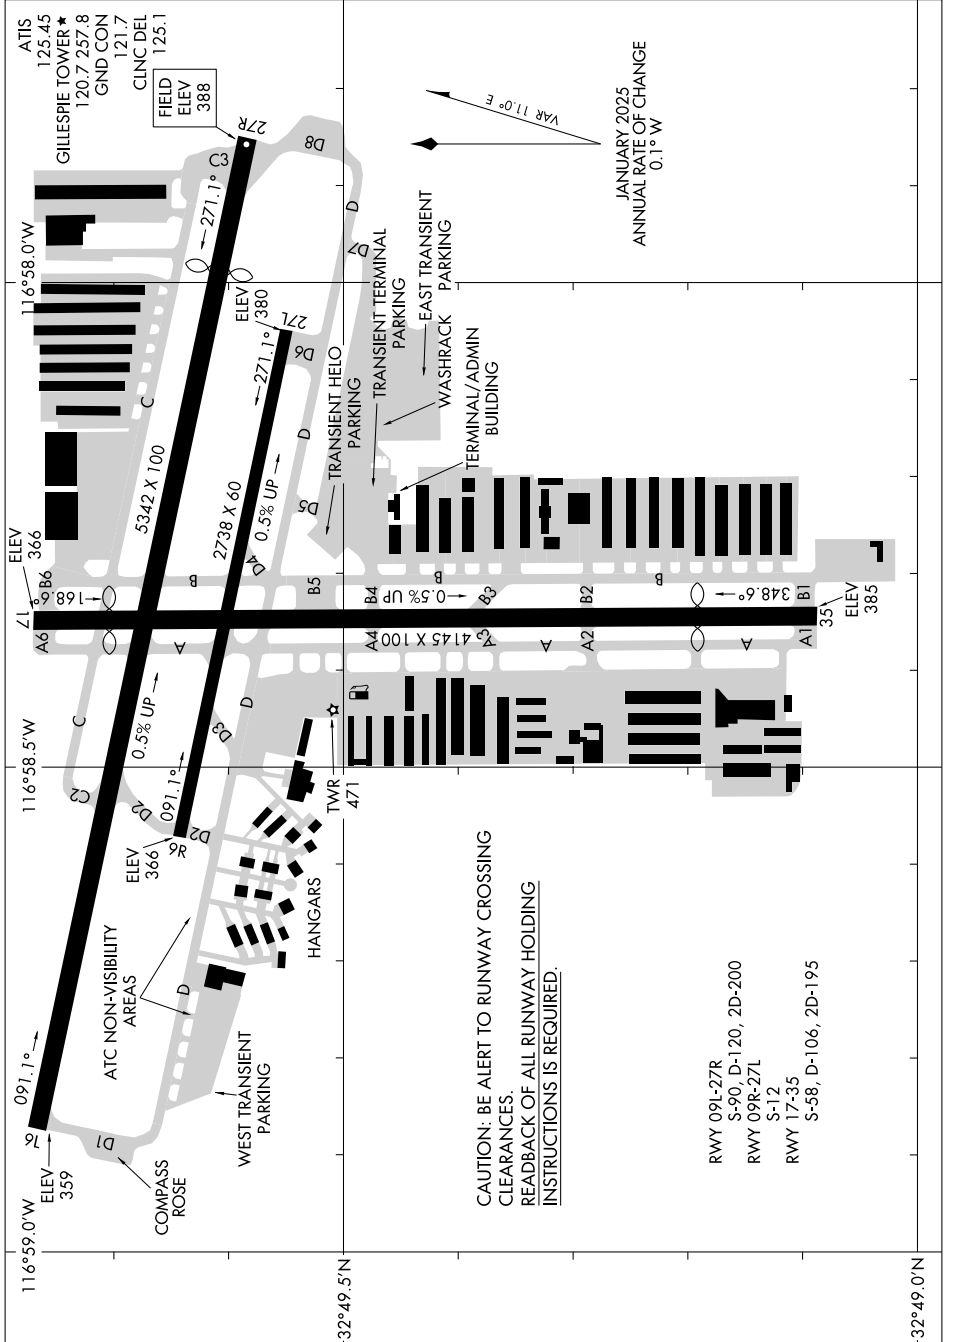 ATIS
125.45
GILLESPIE TOWER★
120.7 257.8
GND CON
121.7
CLNC DEL
125.1
FIELD
ELEV
388
27R
D8
C3
271.1°
VAR 11.0° E
JANUARY 2025
ANNUAL RATE OF CHANGE
0.1° W
116°58.0'W
D
D7
ELEV
380
27L
271.1°
D6
TRANSIENT TERMINAL
PARKING
EAST TRANSIENT
PARKING
WASHRACK
TERMINAL/ADMIN
BUILDING
TRANSIENT HELO
PARKING
C
D
5342 X 100
2738 X 60
0.5% UP
D5
D4
ELEV
366
17
B6
168.6°
B
B5
B4
0.5% UP
B
B3
B2
B
348.6°
B1
35
ELEV
385
A6
A
A4
4145 X 100
A3
A
A2
A
A1
C
0.5% UP
D
D3
116°58.5'W
C2
D2
091.1°
D2
9R
ELEV
366
TWR
471
HANGARS
ATC NON-VISIBILITY
AREAS
D
WEST TRANSIENT
PARKING
091.1°
9L
ELEV
359
D1
COMPASS
ROSE
CAUTION: BE ALERT TO RUNWAY CROSSING
CLEARANCES.
READBACK OF ALL RUNWAY HOLDING
INSTRUCTIONS IS REQUIRED.
RWY 09L-27R
S-90, D-120, 2D-200
RWY 09R-27L
S-12
RWY 17-35
S-58, D-106, 2D-195
116°59.0'W
32°49.5'N
32°49.0'N